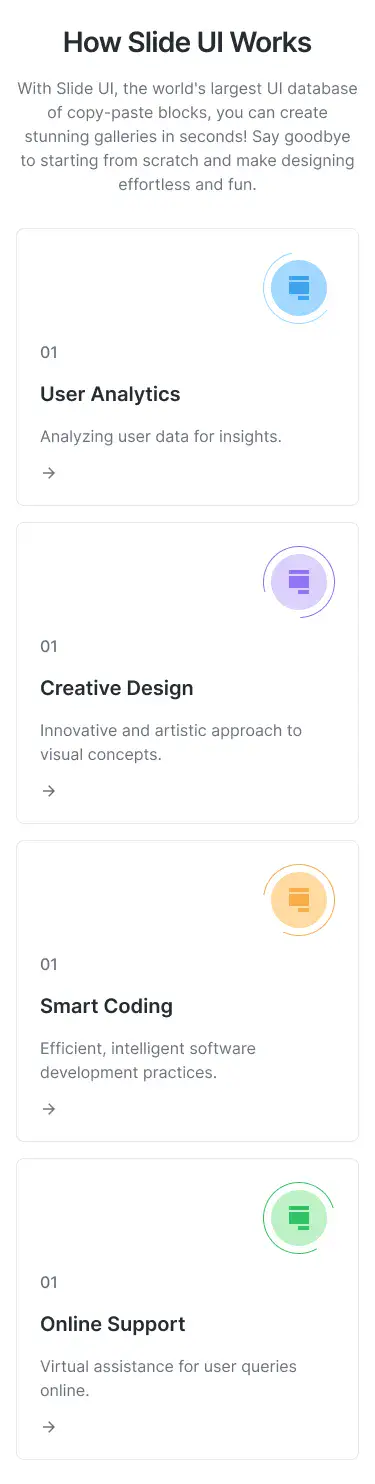 How Slide UI Works
With Slide UI, the world's largest UI database
of copy-paste blocks, you can create
stunning galleries in seconds! Say goodbye
to starting from scratch and make designing
effortless and fun.
01
User Analytics
Analyzing user data for insights.
01
Creative Design
Innovative and artistic approach to
visual concepts.
01
Smart Coding
Efficient, intelligent software
development practices.
01
Online Support
Virtual assistance for user queries
online.